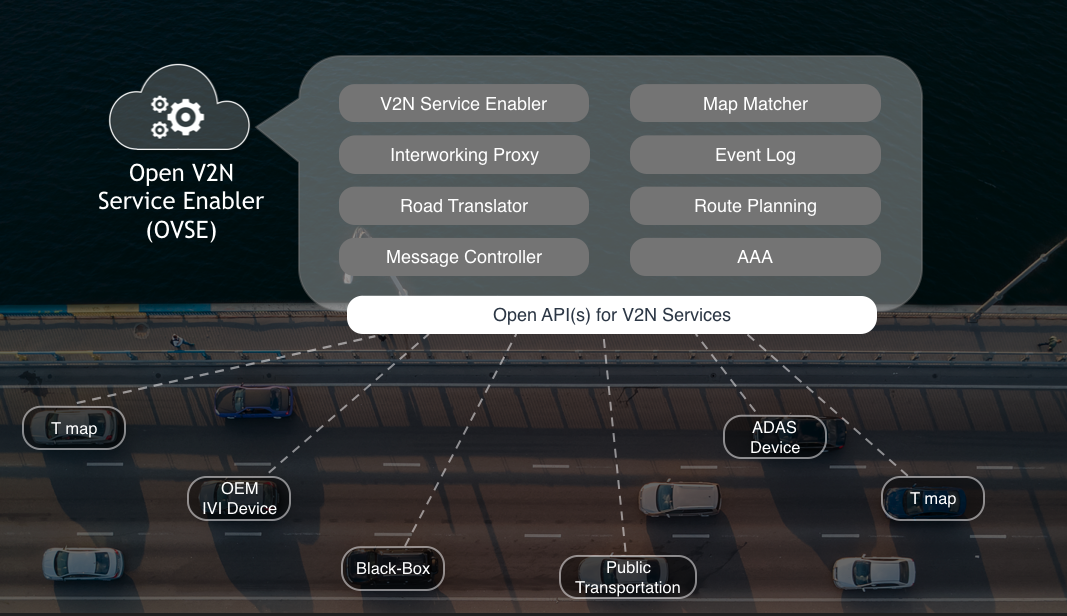 Open V2N
Service Enabler
(OVSE)
V2N Service Enabler
Map Matcher
Interworking Proxy
Event Log
Road Translator
Route Planning
Message Controller
AAA
Open API(s) for V2N Services
T map
OEM
IVI Device
Black-Box
Public
Transportation
ADAS
Device
T map